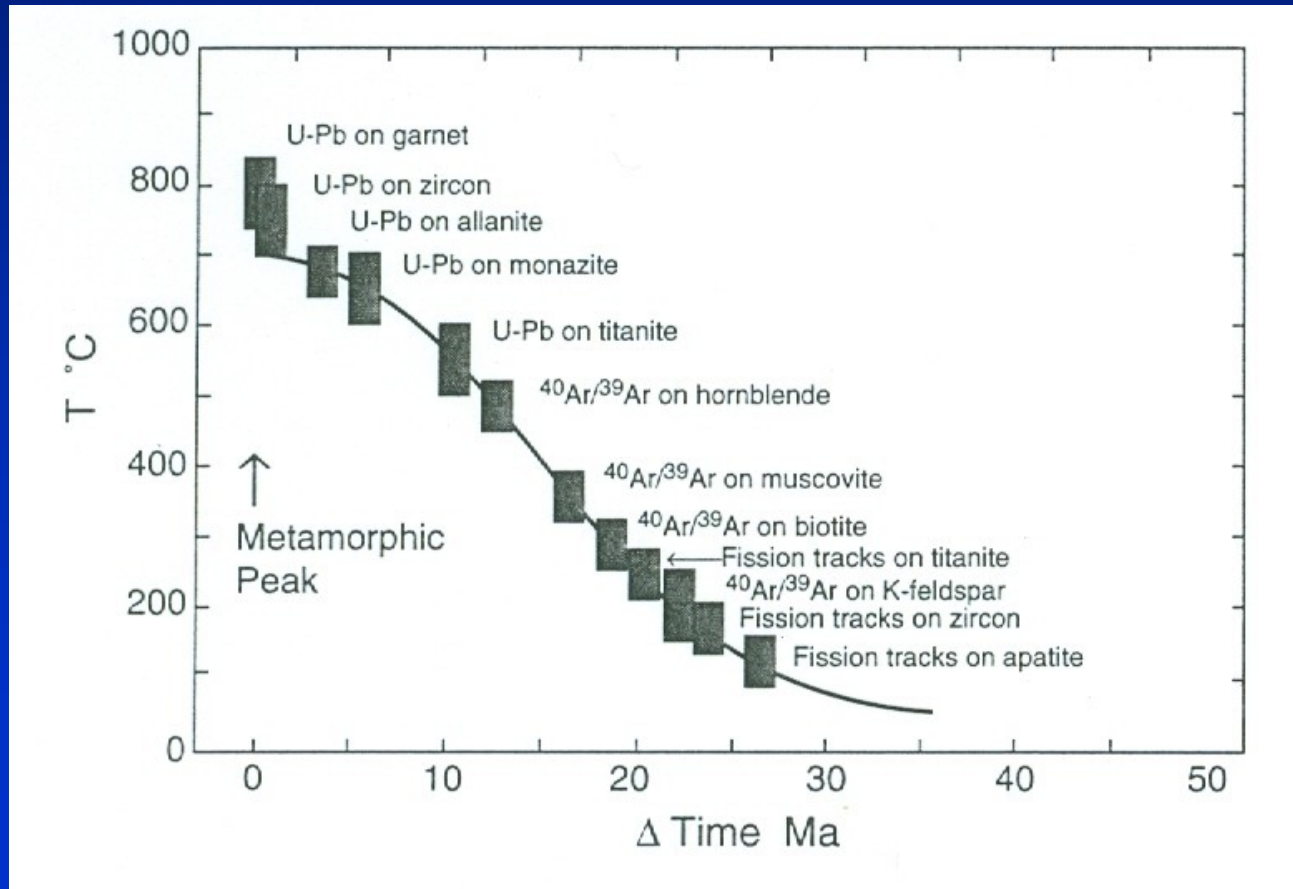 1000
800
600
400
200
0
T °C
U-Pb on garnet
U-Pb on zircon
U-Pb on allanite
U-Pb on monazite
U-Pb on titanite
⁴⁰Ar/³⁹Ar on hornblende
⁴⁰Ar/³⁹Ar on muscovite
⁴⁰Ar/³⁹Ar on biotite
Fission tracks on titanite
⁴⁰Ar/³⁹Ar on K-feldspar
Fission tracks on zircon
Fission tracks on apatite
Metamorphic
Peak
0 10 20 30 40 50
Δ Time Ma